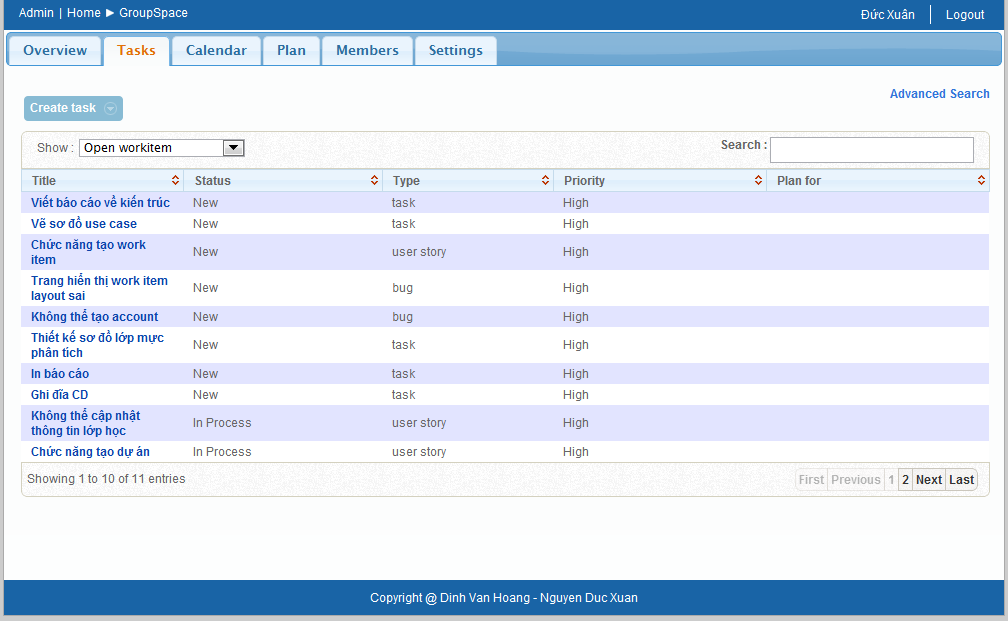 Admin | Home ▶ GroupSpace
Đức Xuân | Logout
Overview Tasks Calendar Plan Members Settings
Advanced Search
Create task
Show : Open workitem Search :
Title Status Type Priority Plan for
Viết báo cáo về kiến trúc New task High
Vẽ sơ đồ use case New task High
Chức năng tạo work
item New user story High
Trang hiển thị work item
layout sai New bug High
Không thể tạo account New bug High
Thiết kế sơ đồ lớp mực
phân tích New task High
In báo cáo New task High
Ghi đĩa CD New task High
Không thể cập nhật
thông tin lớp học In Process user story High
Chức năng tạo dự án In Process user story High
Showing 1 to 10 of 11 entries First Previous 1 2 Next Last
Copyright @ Dinh Van Hoang - Nguyen Duc Xuan